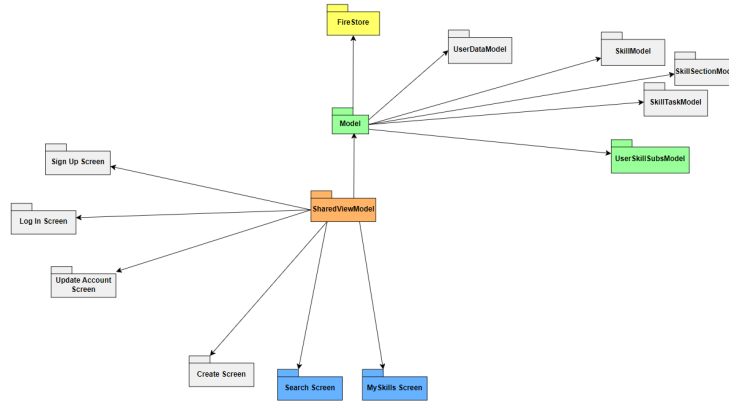 FireStore
UserDataModel
SkillModel
SkillSectionMod
SkillTaskModel
Model
UserSkillSubsModel
Sign Up Screen
SharedViewModel
Log In Screen
Update Account
Screen
Create Screen
Search Screen
MySkills Screen